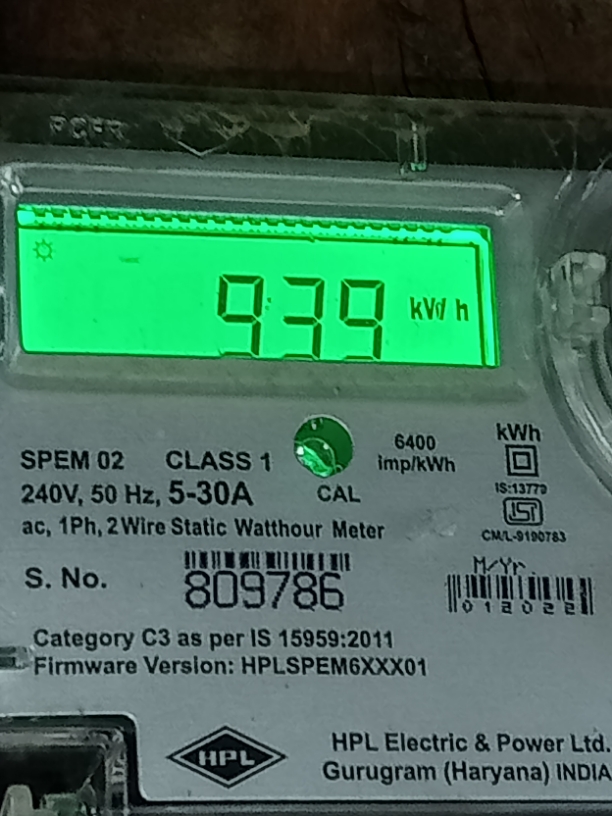 939 kWh
SPEM 02 CLASS 1
6400
imp/kWh
kWh
240V, 50 Hz, 5-30A
CAL
IS:13779
ac, 1Ph, 2 Wire Static Watthour Meter
CM/L-9190783
S. No. 809786
M/Yr.
012022
Category C3 as per IS 15959:2011
Firmware Version: HPLSPEM6XXX01
HPL
HPL Electric & Power Ltd.
Gurugram (Haryana) INDIA